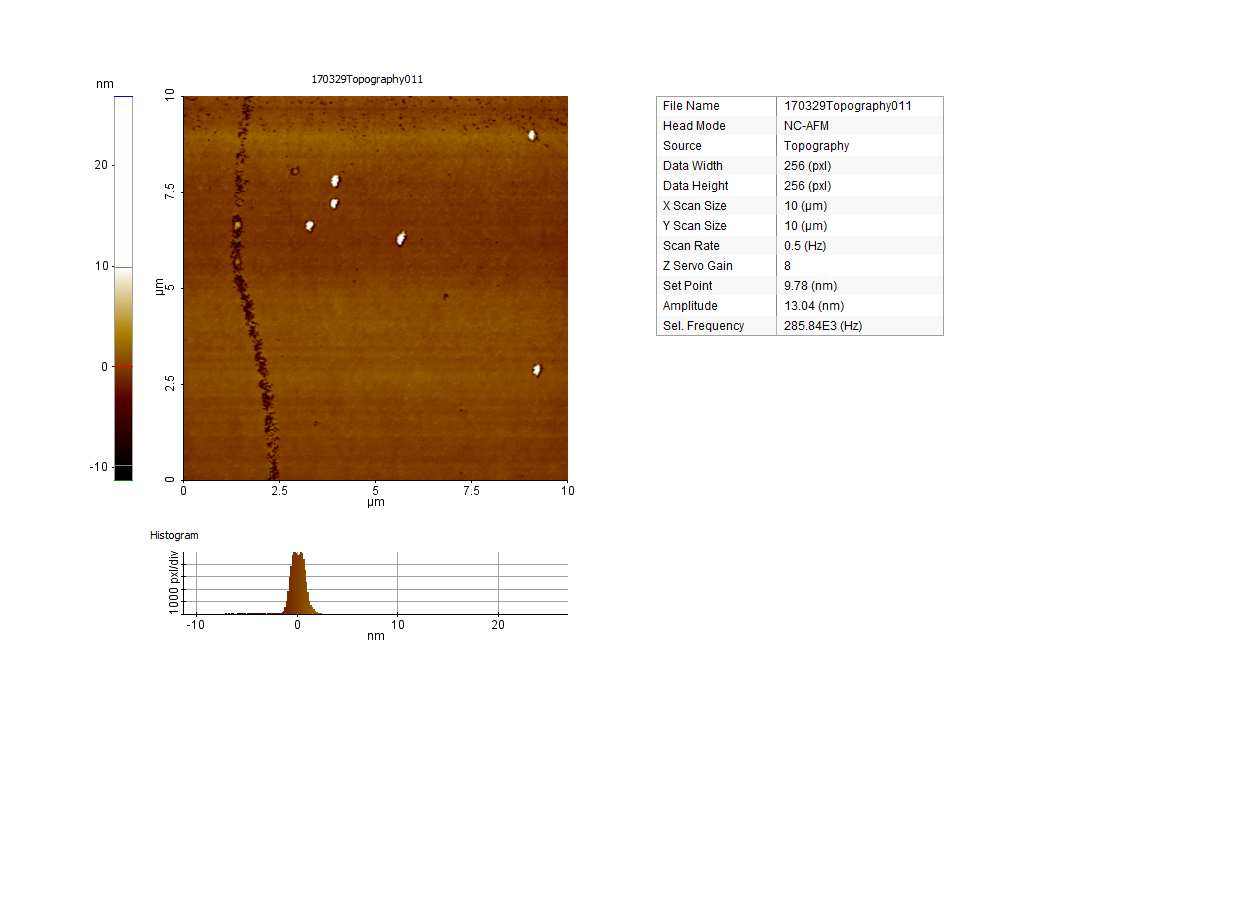 170329Topography011
nm
20
10
0
-10
10
7.5
5
2.5
0
µm
0 2.5 5 7.5 10
µm
File Name 170329Topography011
Head Mode NC-AFM
Source Topography
Data Width 256 (pxl)
Data Height 256 (pxl)
X Scan Size 10 (µm)
Y Scan Size 10 (µm)
Scan Rate 0.5 (Hz)
Z Servo Gain 8
Set Point 9.78 (nm)
Amplitude 13.04 (nm)
Sel. Frequency 285.84E3 (Hz)
Histogram
1000 pxl/div
-10 0 10 20
nm